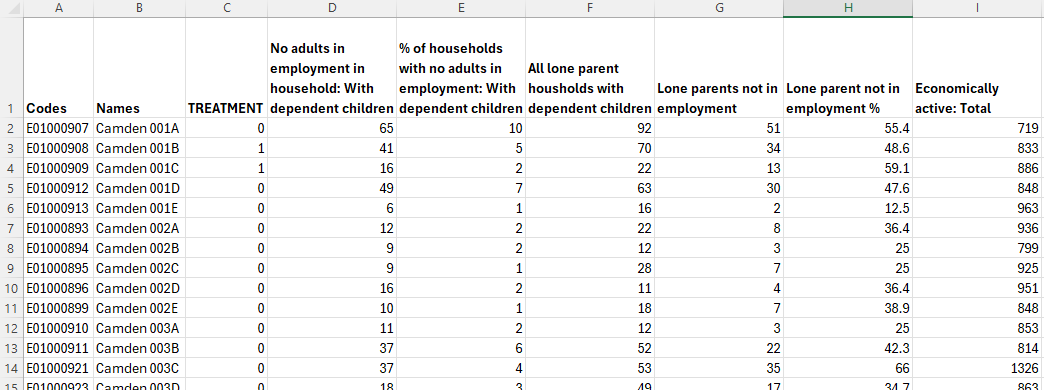 A B C D E F G H I
No adults in % of households
employment in with no adults in All lone parent
household: With employment: With housholds with Lone parents not in Lone parent not in Economically
1 Codes Names TREATMENT dependent children dependent children dependent children employment employment % active: Total
2 E01000907 Camden 001A 0 65 10 92 51 55.4 719
3 E01000908 Camden 001B 1 41 5 70 34 48.6 833
4 E01000909 Camden 001C 1 16 2 22 13 59.1 886
5 E01000912 Camden 001D 0 49 7 63 30 47.6 848
6 E01000913 Camden 001E 0 6 1 16 2 12.5 963
7 E01000893 Camden 002A 0 12 2 22 8 36.4 936
8 E01000894 Camden 002B 0 9 2 12 3 25 799
9 E01000895 Camden 002C 0 9 1 28 7 25 925
10 E01000896 Camden 002D 0 16 2 11 4 36.4 951
11 E01000899 Camden 002E 0 10 1 18 7 38.9 848
12 E01000910 Camden 003A 0 11 2 12 3 25 853
13 E01000911 Camden 003B 0 37 6 52 22 42.3 814
14 E01000921 Camden 003C 0 37 4 53 35 66 1326
15 E01000923 Camden 003D 0 18 3 49 17 34.7 863